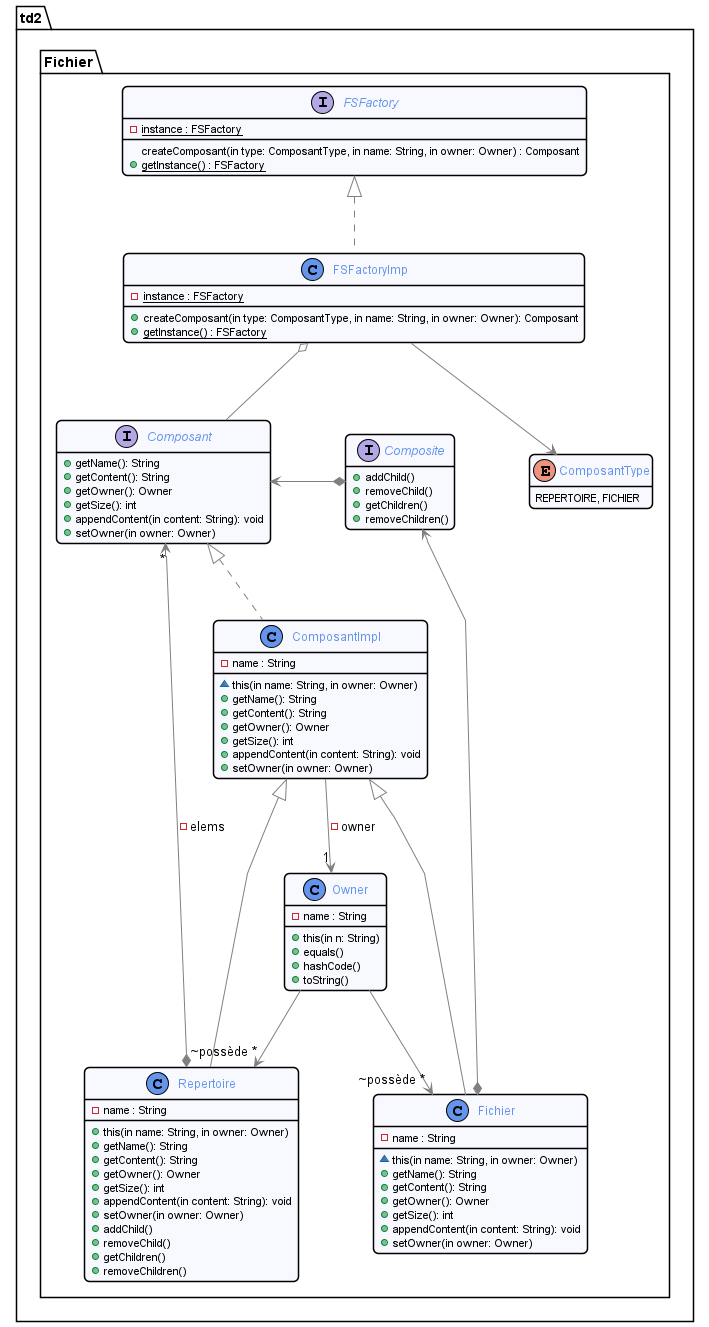 td2
Fichier
I FSFactory
instance : FSFactory
createComposant(in type: ComposantType, in name: String, in owner: Owner) : Composant
getInstance() : FSFactory
C FSFactoryImp
instance : FSFactory
createComposant(in type: ComposantType, in name: String, in owner: Owner): Composant
getInstance() : FSFactory
I Composant
getName(): String
getContent(): String
getOwner(): Owner
getSize(): int
appendContent(in content: String): void
setOwner(in owner: Owner)
I Composite
addChild()
removeChild()
getChildren()
removeChildren()
E ComposantType
REPERTOIRE, FICHIER
*
C ComposantImpl
name : String
this(in name: String, in owner: Owner)
getName(): String
getContent(): String
getOwner(): Owner
getSize(): int
appendContent(in content: String): void
setOwner(in owner: Owner)
elems
owner
1
C Owner
name : String
this(in n: String)
equals()
hashCode()
toString()
~possède *
~possède *
C Repertoire
name : String
this(in name: String, in owner: Owner)
getName(): String
getContent(): String
getOwner(): Owner
getSize(): int
appendContent(in content: String): void
setOwner(in owner: Owner)
addChild()
removeChild()
getChildren()
removeChildren()
C Fichier
name : String
this(in name: String, in owner: Owner)
getName(): String
getContent(): String
getOwner(): Owner
getSize(): int
appendContent(in content: String): void
setOwner(in owner: Owner)